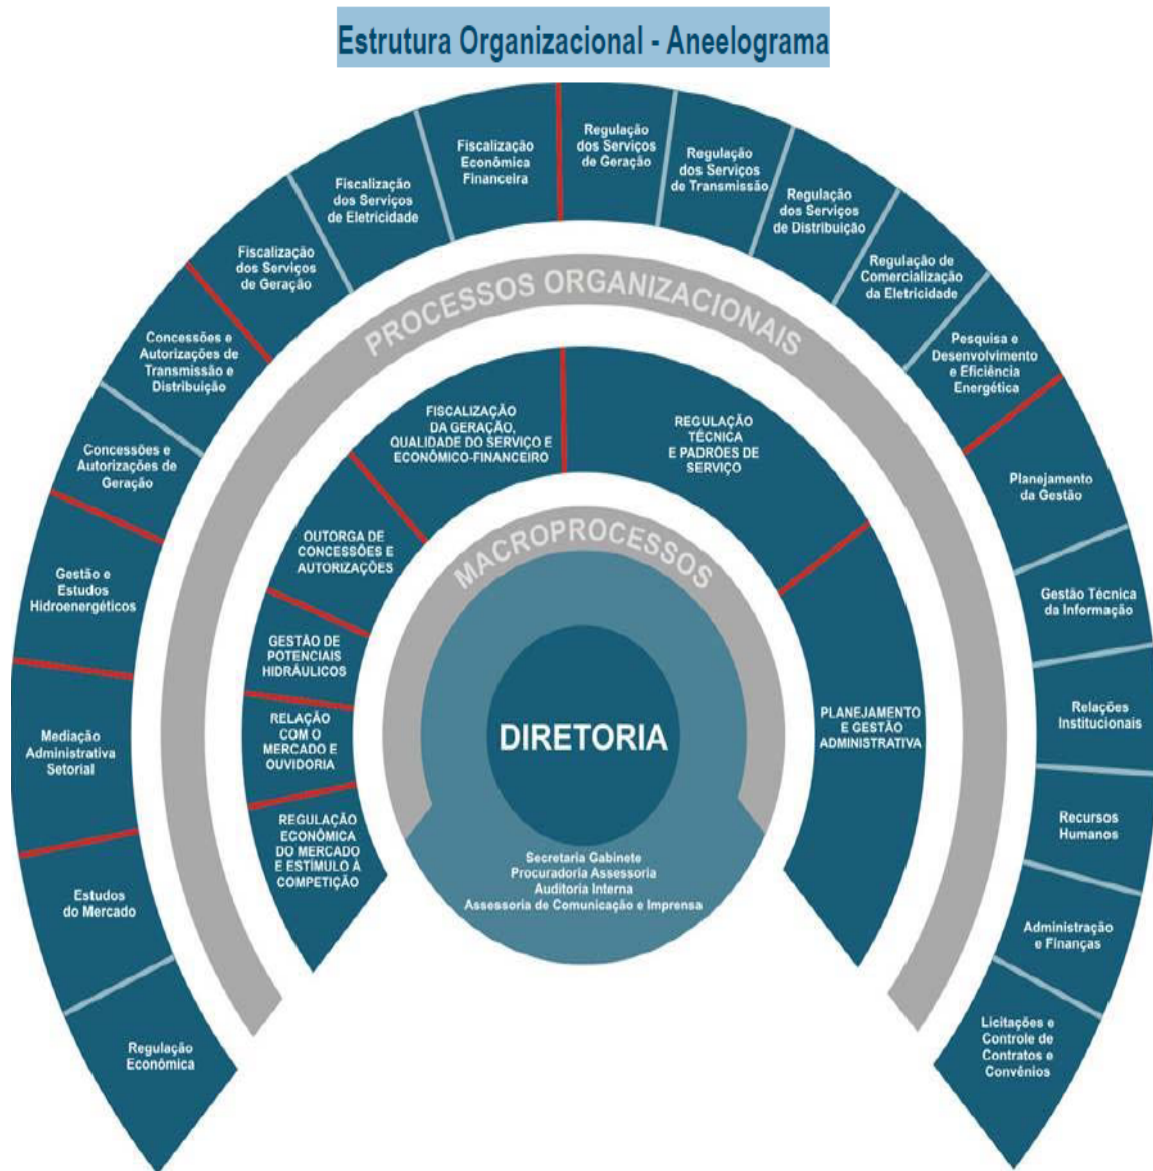 Estrutura Organizacional - Aneelograma
Regulação
Econômica
Estudos
do Mercado
Mediação
Administrativa
Setorial
Gestão e
Estudos
Hidroenergéticos
Concessões e
Autorizações de
Geração
Concessões e
Autorizações de
Transmissão e
Distribuição
Fiscalização
dos Serviços
de Geração
Fiscalização
dos Serviços
de Eletricidade
Fiscalização
Econômica
Financeira
Regulação
dos Serviços
de Geração
Regulação
dos Serviços
de Transmissão
Regulação
dos Serviços
de Distribuição
Regulação de
Comercialização
da Eletricidade
Pesquisa e
Desenvolvimento
e Eficiência
Energética
Planejamento
da Gestão
Gestão Técnica
da Informação
Relações
Institucionais
Recursos
Humanos
Administração
e Finanças
Licitações e
Controle de
Contratos e
Convênios
PROCESSOS ORGANIZACIONAIS
REGULAÇÃO
ECONÔMICA
DO MERCADO
E ESTÍMULO À
COMPETIÇÃO
RELAÇÃO
COM O
MERCADO E
OUVIDORIA
GESTÃO DE
POTENCIAIS
HIDRÁULICOS
OUTORGA DE
CONCESSÕES E
AUTORIZAÇÕES
FISCALIZAÇÃO
DA GERAÇÃO,
QUALIDADE DO SERVIÇO E
ECONÔMICO-FINANCEIRO
REGULAÇÃO
TÉCNICA
E PADRÕES DE
SERVIÇO
PLANEJAMENTO
E GESTÃO
ADMINISTRATIVA
MACROPROCESSOS
DIRETORIA
Secretaria Gabinete
Procuradoria Assessoria
Auditoria Interna
Assessoria de Comunicação e Imprensa